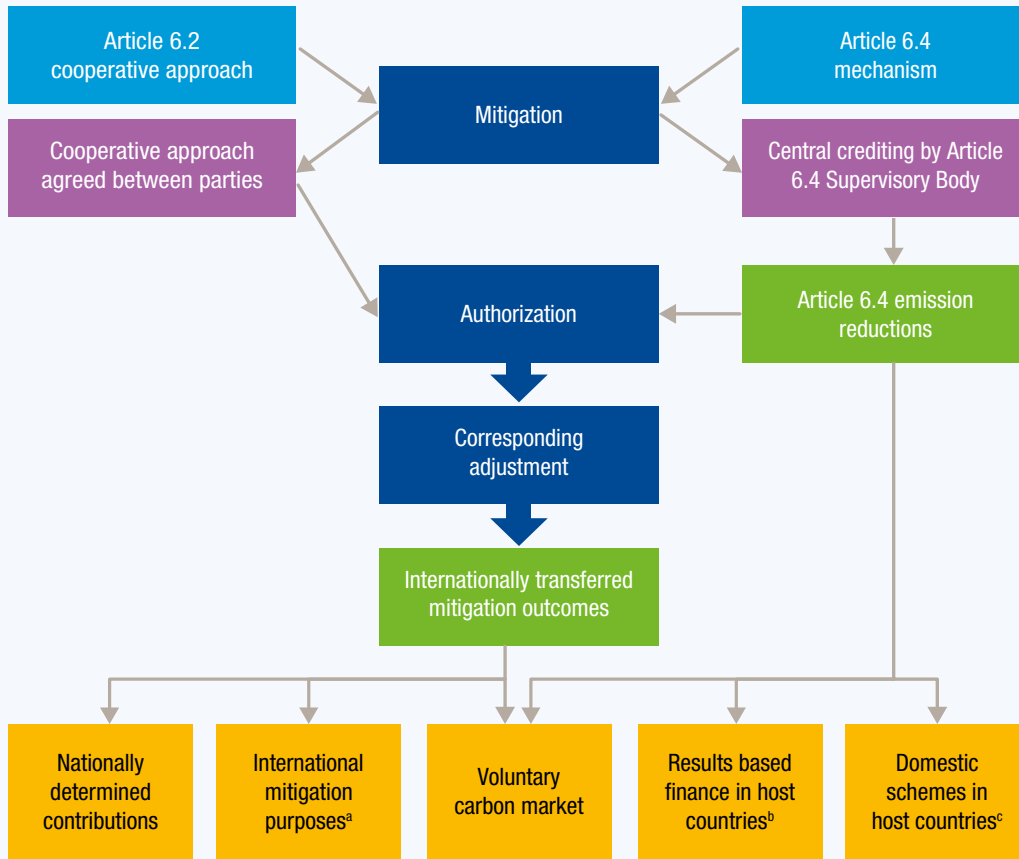 Article 6.2
cooperative approach
Article 6.4
mechanism
Mitigation
Cooperative approach
agreed between parties
Central crediting by Article
6.4 Supervisory Body
Authorization
Article 6.4 emission
reductions
Corresponding
adjustment
Internationally transferred
mitigation outcomes
Nationally
determined
contributions
International
mitigation
purposesᵃ
Voluntary
carbon market
Results based
finance in host
countriesᵇ
Domestic
schemes in
host countriesᶜ